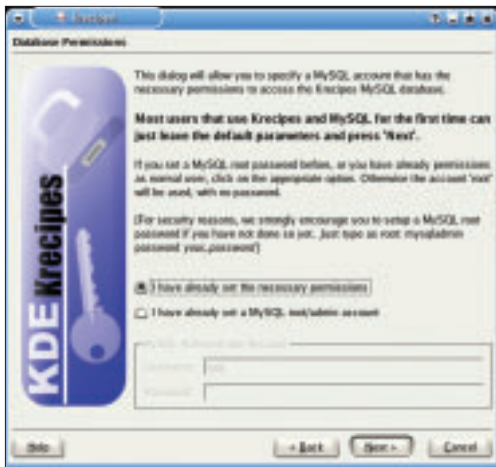 Database Permissions
This dialog will allow you to specify a MySQL account that has the
necessary permissions to access the Krecipes MySQL database.
Most users that use Krecipes and MySQL for the first time can
just leave the default parameters and press 'Next'.
If you set a MySQL root password before, or you have already permissions
as normal user, click on the appropriate option. Otherwise the account 'root'
will be used, with no password.
(For security reasons, we strongly encourage you to setup a MySQL root
password if you have not done so yet. Just type as root: mysqladmin
password your_password)
I have already set the necessary permissions
I have already set a MySQL root/admin account
KDE Krecipes
Help
< Back
Next >
Cancel